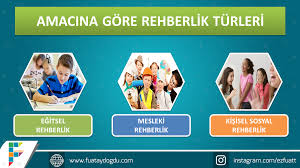 AMACINA GÖRE REHBERLİK TÜRLERİ
EĞİTSEL
REHBERLİK
MESLEKİ
REHBERLİK
KİŞİSEL SOSYAL
REHBERLİK
www.fuataydogdu.com
instagram.com/ezfuatt